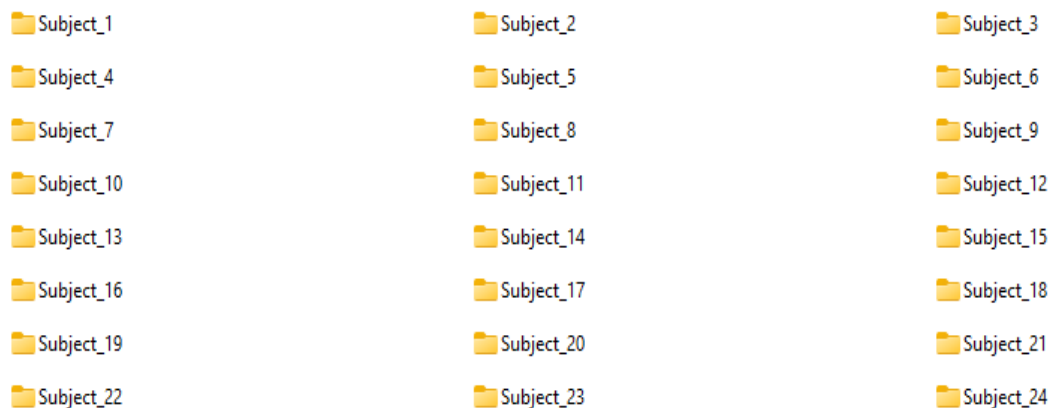 Subject_1 Subject_2 Subject_3
Subject_4 Subject_5 Subject_6
Subject_7 Subject_8 Subject_9
Subject_10 Subject_11 Subject_12
Subject_13 Subject_14 Subject_15
Subject_16 Subject_17 Subject_18
Subject_19 Subject_20 Subject_21
Subject_22 Subject_23 Subject_24